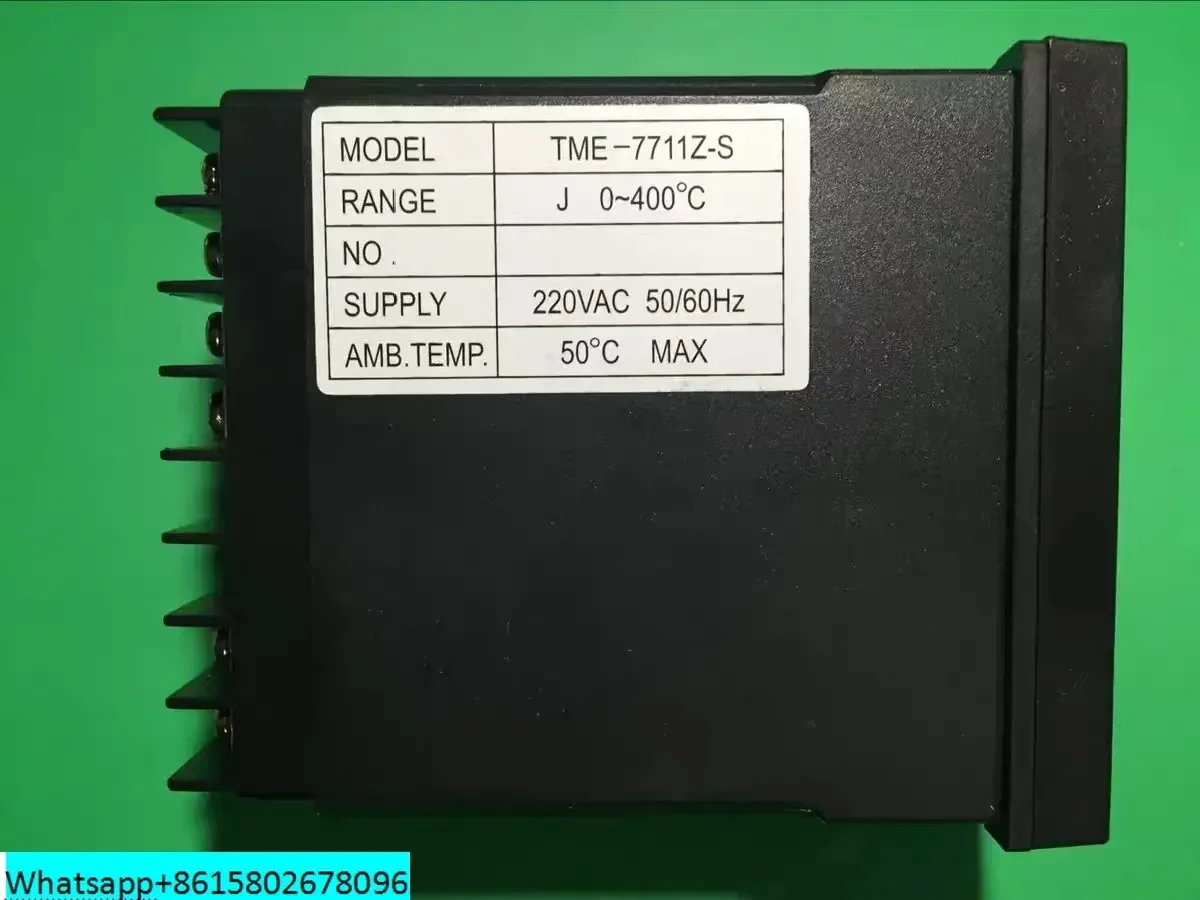 MODEL TME-7711Z-S
RANGE J 0~400°C
NO.
SUPPLY 220VAC 50/60Hz
AMB.TEMP. 50°C MAX
Whatsapp+8615802678096